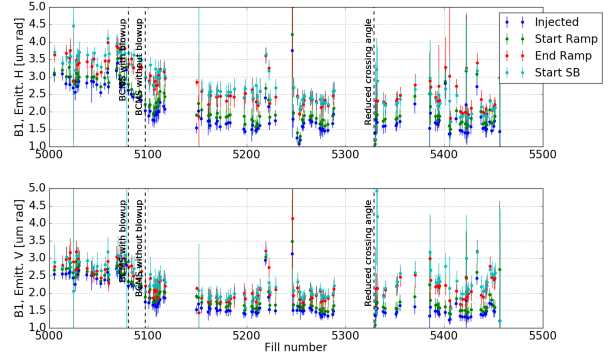 B1, Emitt. H [um rad]
5.0
4.5
4.0
3.5
3.0
2.5
2.0
1.5
1.0
5000
5100
5200
5300
5400
5500
BCMS with blowup
BCMS without blowup
Reduced crossing angle
Injected
Start Ramp
End Ramp
Start SB
B1, Emitt. V [um rad]
5.0
4.5
4.0
3.5
3.0
2.5
2.0
1.5
1.0
5000
5100
5200
5300
5400
5500
BCMS with blowup
BCMS without blowup
Reduced crossing angle
Fill number